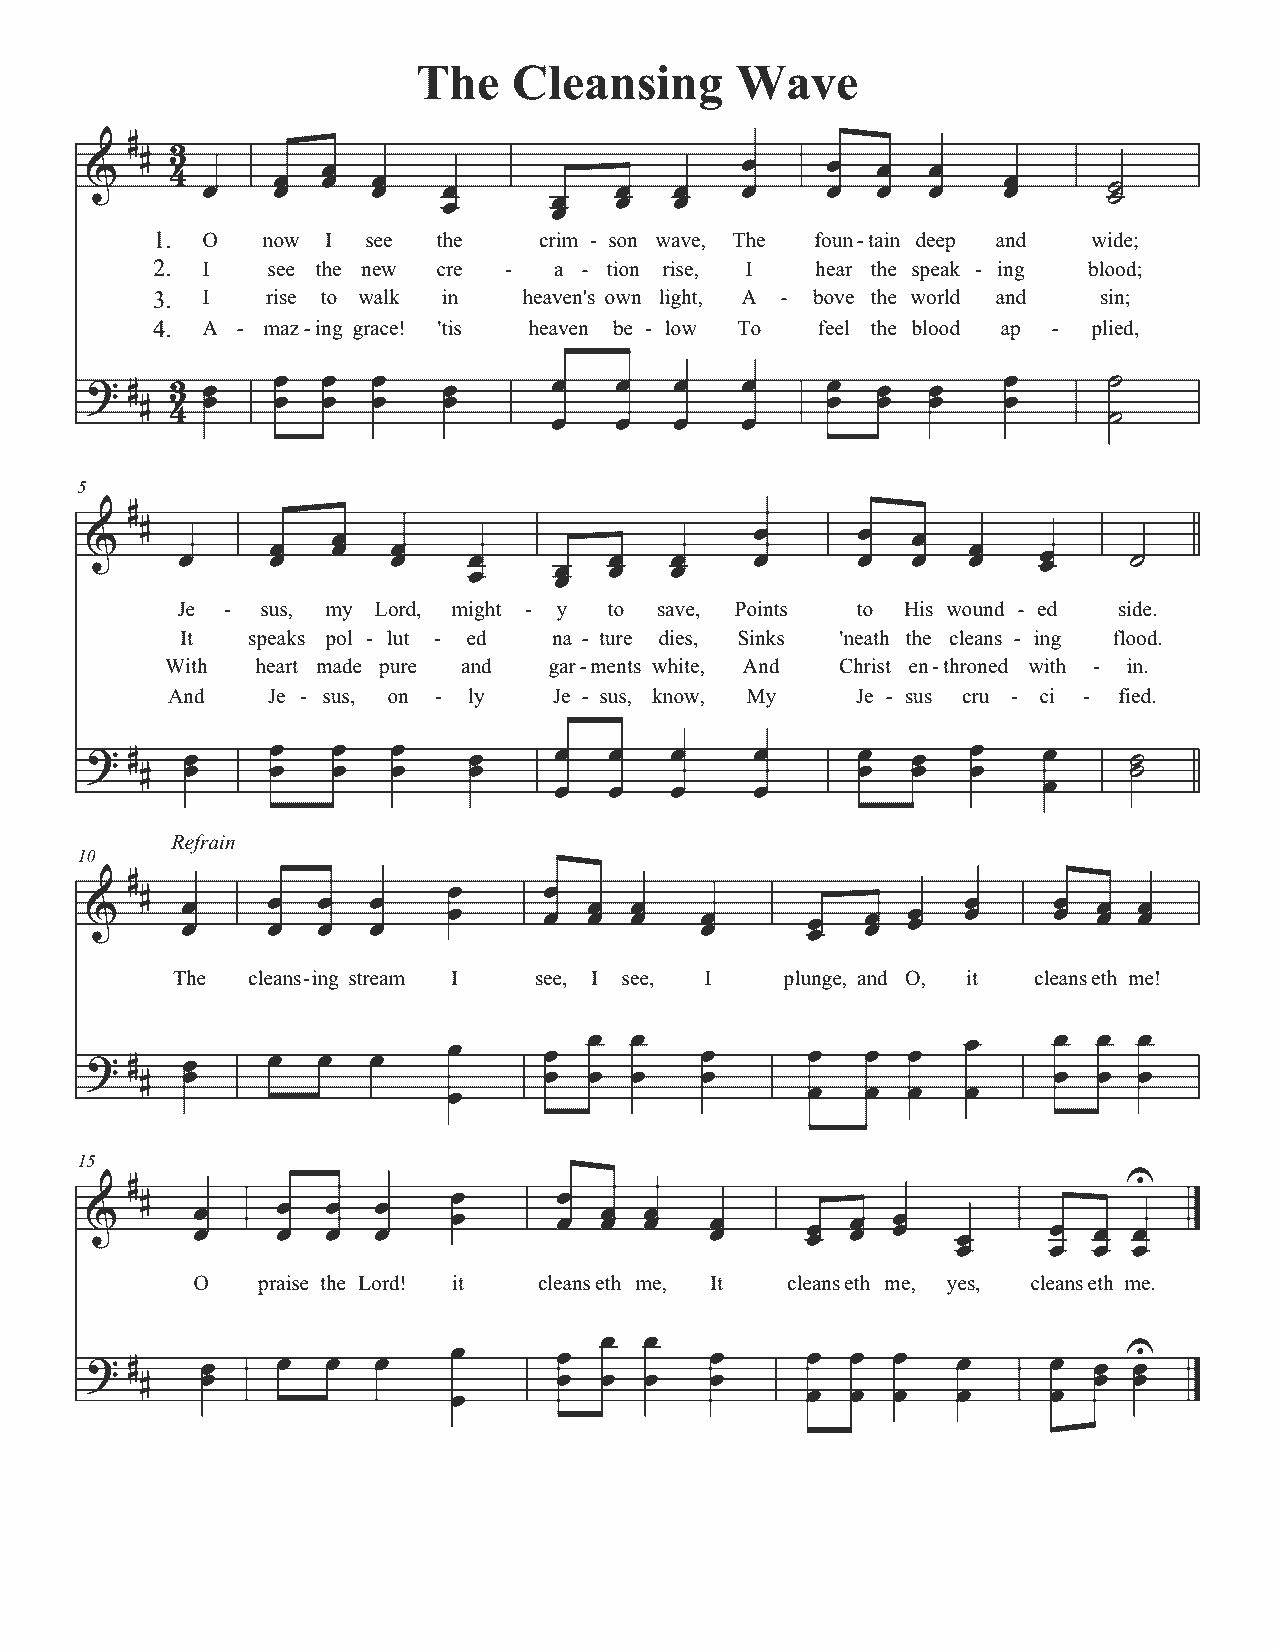 The Cleansing Wave
1. O now I see the crim - son wave, The foun - tain deep and wide;
2. I see the new cre - a - tion rise, I hear the speak - ing blood;
3. I rise to walk in heaven's own light, A - bove the world and sin;
4. A - maz - ing grace! 'tis heaven be - low To feel the blood ap - plied,
5
Je - sus, my Lord, might - y to save, Points to His wound - ed side.
It speaks pol - lut - ed na - ture dies, Sinks 'neath the cleans - ing flood.
With heart made pure and gar - ments white, And Christ en - throned with - in.
And Je - sus, on - ly Je - sus, know, My Je - sus cru - ci - fied.
Refrain
10
The cleans - ing stream I see, I see, I plunge, and O, it cleans eth me!
15
O praise the Lord! it cleans eth me, It cleans eth me, yes, cleans eth me.